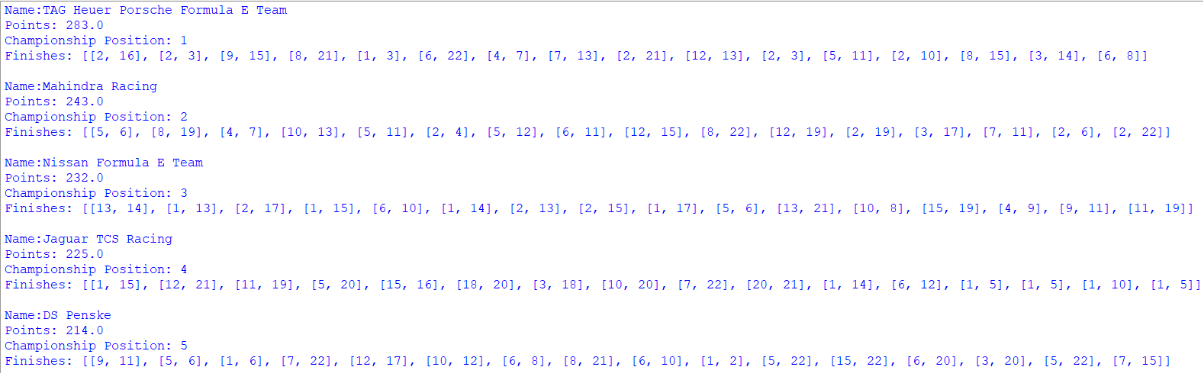 Name:TAG Heuer Porsche Formula E Team
Points: 283.0
Championship Position: 1
Finishes: [[2, 16], [2, 3], [9, 15], [8, 21], [1, 3], [6, 22], [4, 7], [7, 13], [2, 21], [12, 13], [2, 3], [5, 11], [2, 10], [8, 15], [3, 14], [6, 8]]
Name:Mahindra Racing
Points: 243.0
Championship Position: 2
Finishes: [[5, 6], [8, 19], [4, 7], [10, 13], [5, 11], [2, 4], [5, 12], [6, 11], [12, 15], [8, 22], [12, 19], [2, 19], [3, 17], [7, 11], [2, 6], [2, 22]]
Name:Nissan Formula E Team
Points: 232.0
Championship Position: 3
Finishes: [[13, 14], [1, 13], [2, 17], [1, 15], [6, 10], [1, 14], [2, 13], [2, 15], [1, 17], [5, 6], [13, 21], [10, 8], [15, 19], [4, 9], [9, 11], [11, 19]]
Name:Jaguar TCS Racing
Points: 225.0
Championship Position: 4
Finishes: [[1, 15], [12, 21], [11, 19], [5, 20], [15, 16], [18, 20], [3, 18], [10, 20], [7, 22], [20, 21], [1, 14], [6, 12], [1, 5], [1, 5], [1, 10], [1, 5]]
Name:DS Penske
Points: 214.0
Championship Position: 5
Finishes: [[9, 11], [5, 6], [1, 6], [7, 22], [12, 17], [10, 12], [6, 8], [8, 21], [6, 10], [1, 2], [5, 22], [15, 22], [6, 20], [3, 20], [5, 22], [7, 15]]